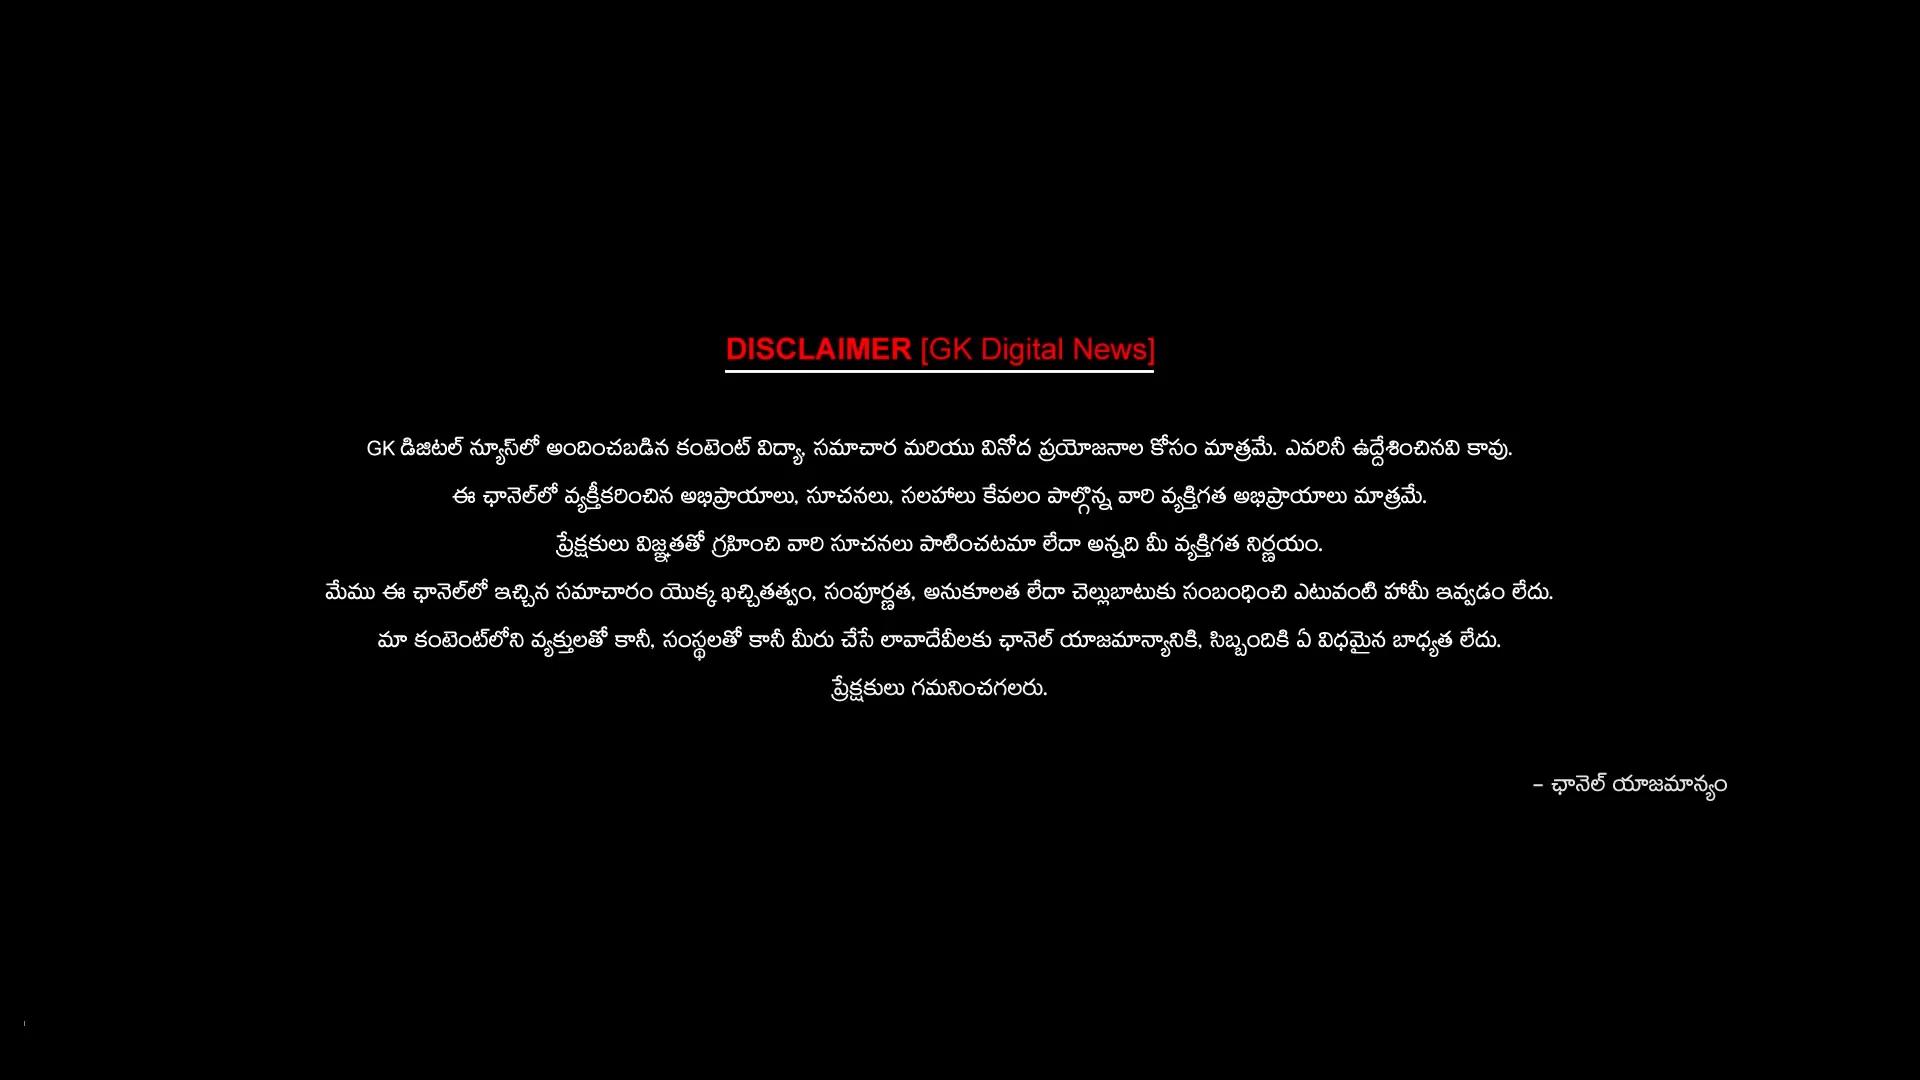 DISCLAIMER [GK Digital News]
GK డిజిటల్ న్యూస్‌లో అందించబడిన కంటెంట్ విద్యా, సమాచార మరియు వినోద ప్రయోజనాల కోసం మాత్రమే. ఎవరినీ ఉద్దేశించినవి కావు.
ఈ ఛానెల్‌లో వ్యక్తీకరించిన అభిప్రాయాలు, సూచనలు, సలహాలు కేవలం పాల్గొన్న వారి వ్యక్తిగత అభిప్రాయాలు మాత్రమే.
ప్రేక్షకులు విజ్ఞతతో గ్రహించి వారి సూచనలు పాటించటమా లేదా అన్నది మీ వ్యక్తిగత నిర్ణయం.
మేము ఈ ఛానెల్‌లో ఇచ్చిన సమాచారం యొక్క ఖచ్చితత్వం, సంపూర్ణత, అనుకూలత లేదా చెల్లుబాటుకు సంబంధించి ఎటువంటి హామీ ఇవ్వడం లేదు.
మా కంటెంట్‌లోని వ్యక్తులతో కానీ, సంస్థలతో కానీ మీరు చేసే లావాదేవీలకు ఛానెల్ యాజమాన్యానికి, సిబ్బందికి ఏ విధమైన బాధ్యత లేదు.
ప్రేక్షకులు గమనించగలరు.
– ఛానెల్ యాజమాన్యం